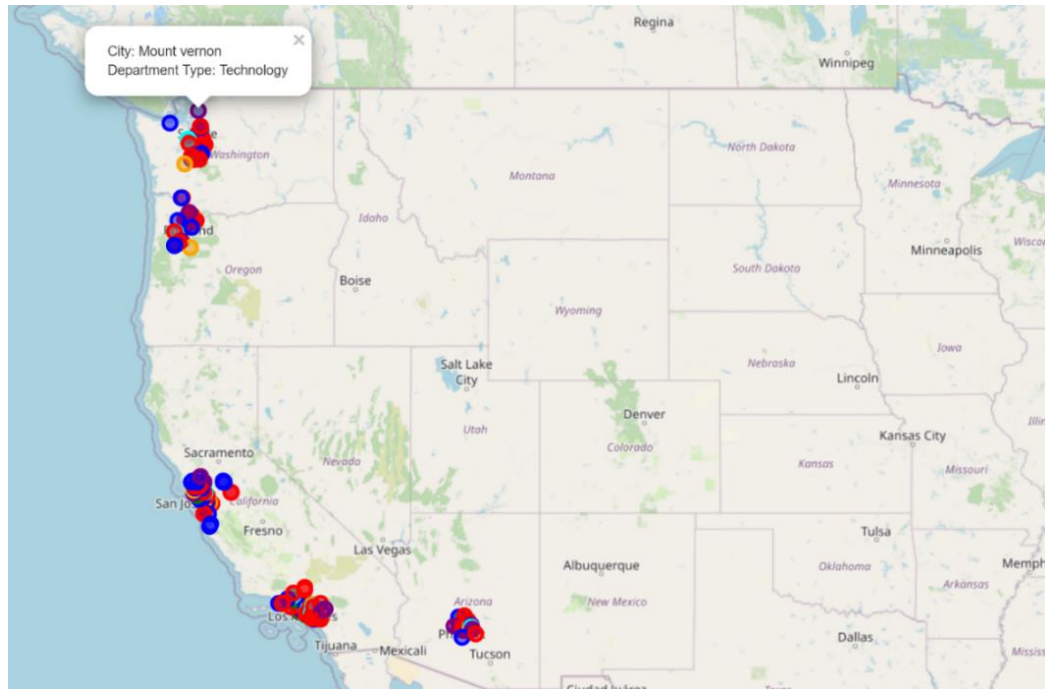 Regina
Winnipeg
City: Mount vernon
×
Department Type: Technology
Washington
North Dakota
Montana
Minnesota
Idaho
Minneapolis
Oregon
South Dakota
Boise
Wyoming
Salt Lake
City
Iowa
Nebraska
Lincoln
Denver
Utah
Colorado
Kansas City
Sacramento
Nevada
Kansas
Missouri
California
Fresno
Las Vegas
Tulsa
Albuquerque
Oklahoma
Arkansas
Arizona
New Mexico
Dallas
Tijuana
Mexicali
Tucson